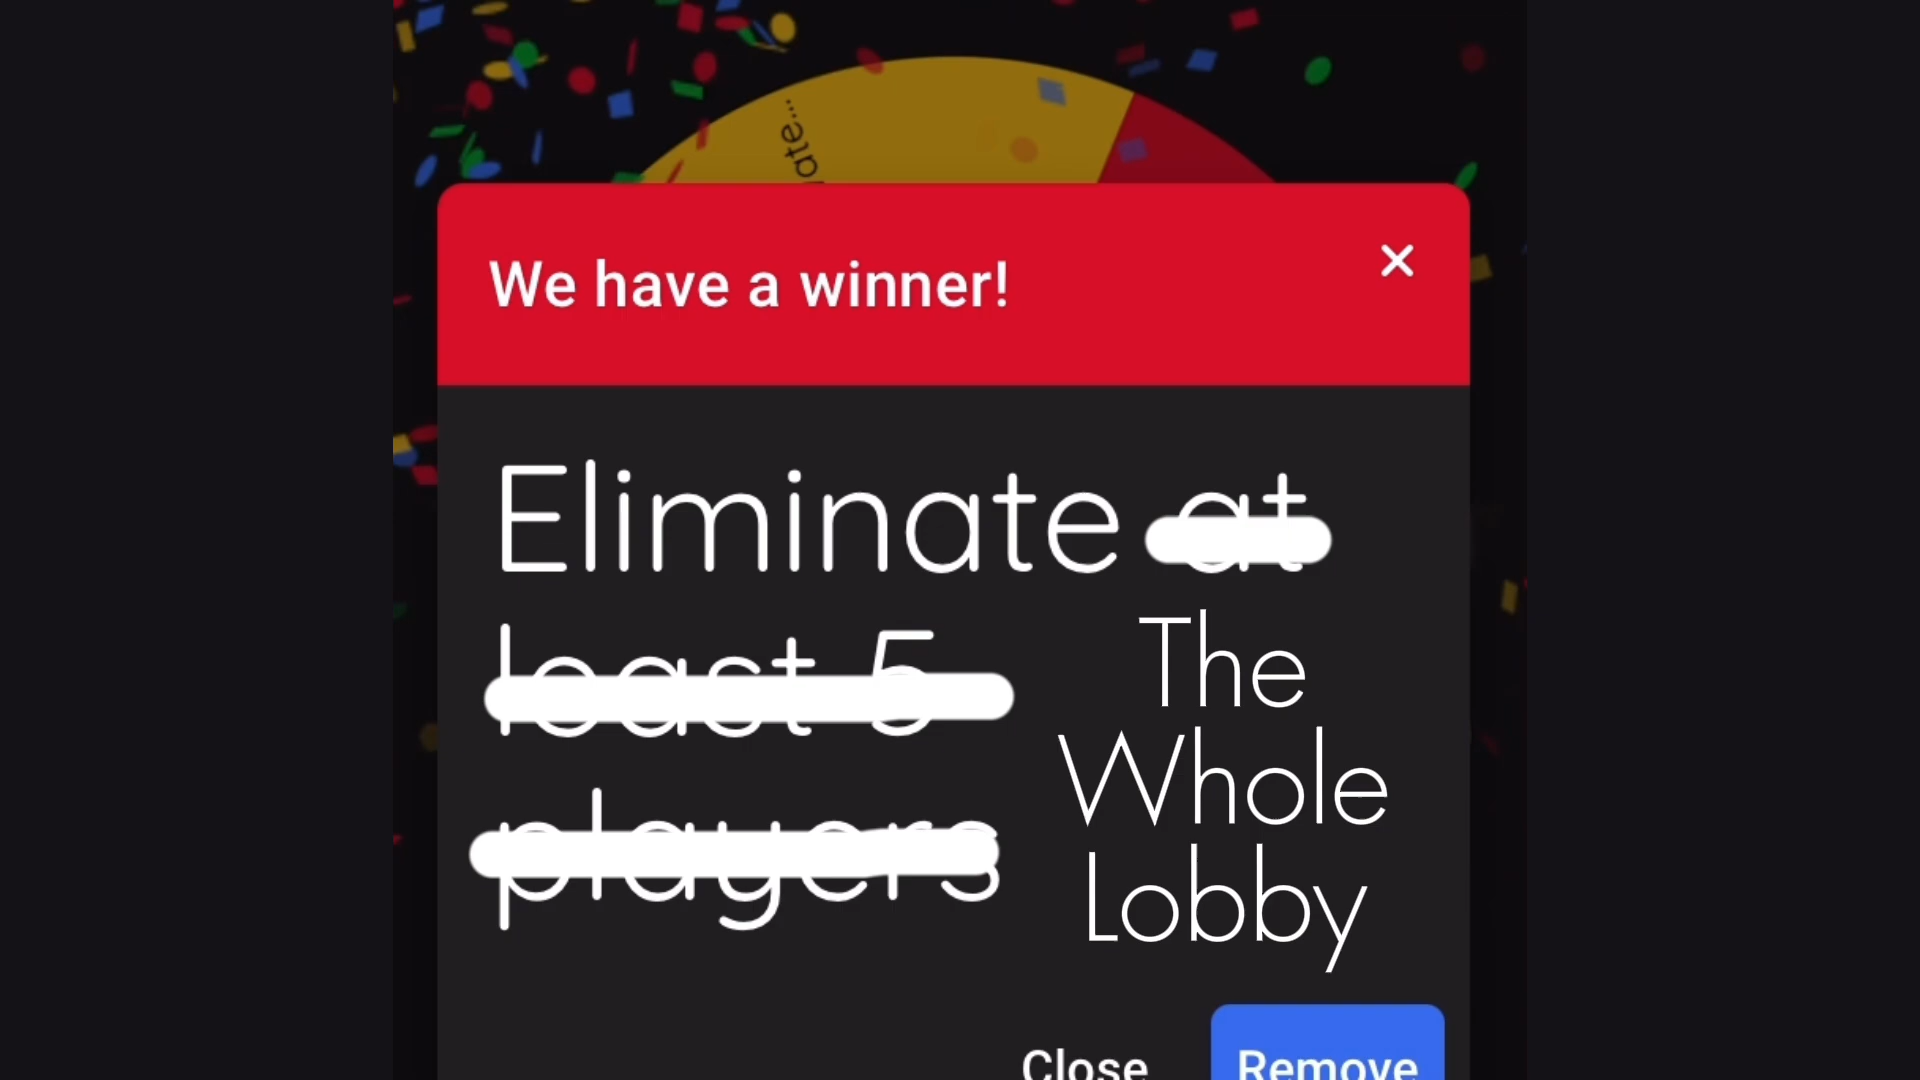 ate...
We have a winner!
Eliminate at
least 5
players
The
Whole
Lobby
Close
Remove